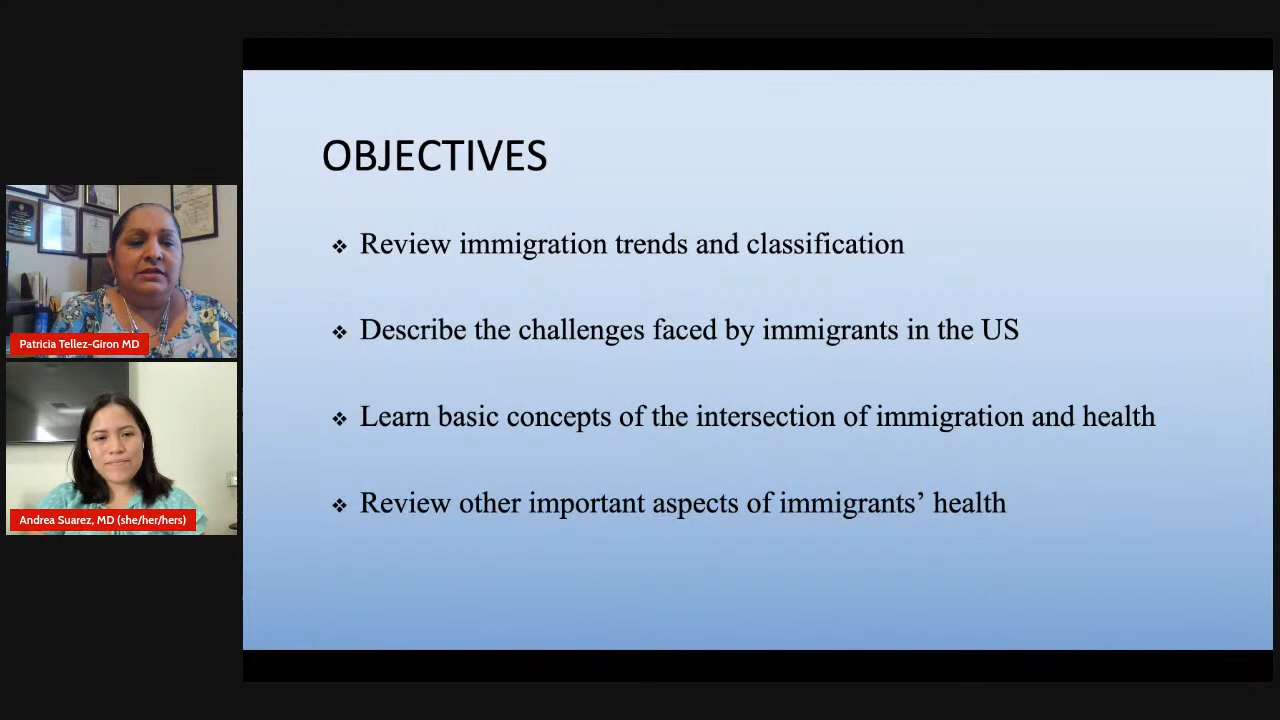 OBJECTIVES
❖ Review immigration trends and classification
❖ Describe the challenges faced by immigrants in the US
❖ Learn basic concepts of the intersection of immigration and health
❖ Review other important aspects of immigrants’ health
Patricia Tellez-Giron MD
Andrea Suarez, MD (she/her/hers)